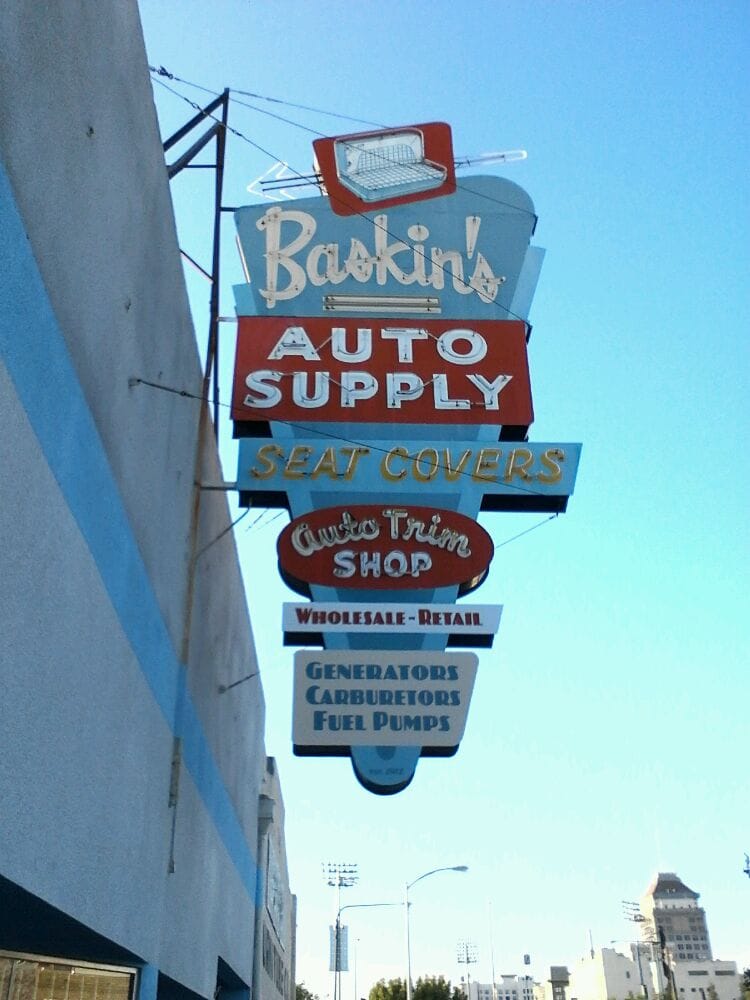 Baskin's
AUTO
SUPPLY
SEAT COVERS
Auto Trim
SHOP
WHOLESALE-RETAIL
GENERATORS
CARBURETORS
FUEL PUMPS